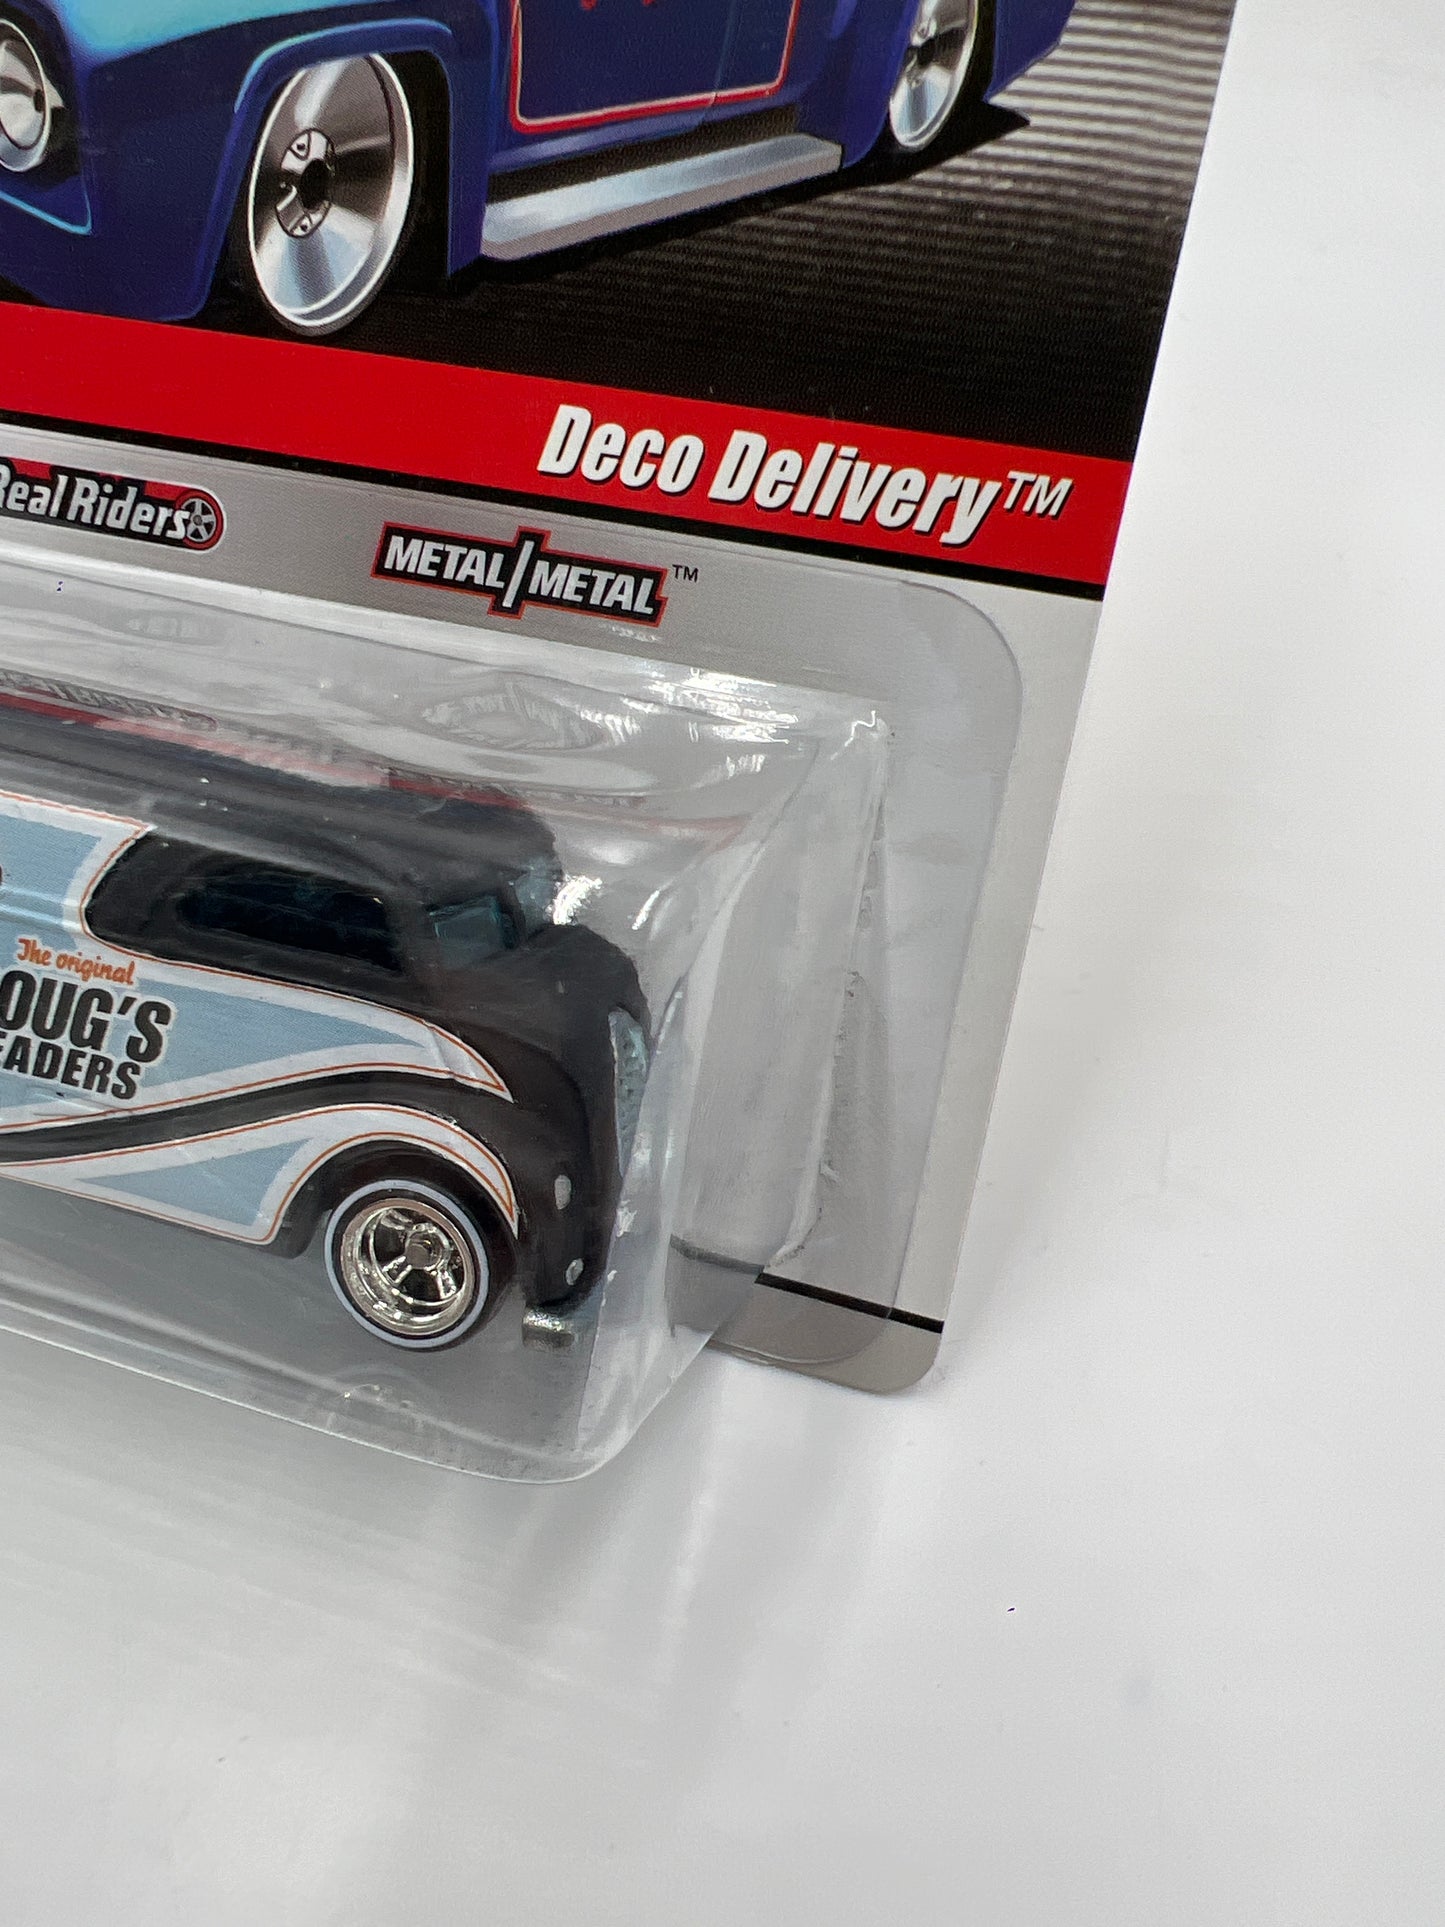 Deco Delivery™
Real Riders
METAL/METAL™
The original
OUG'S
EADERS